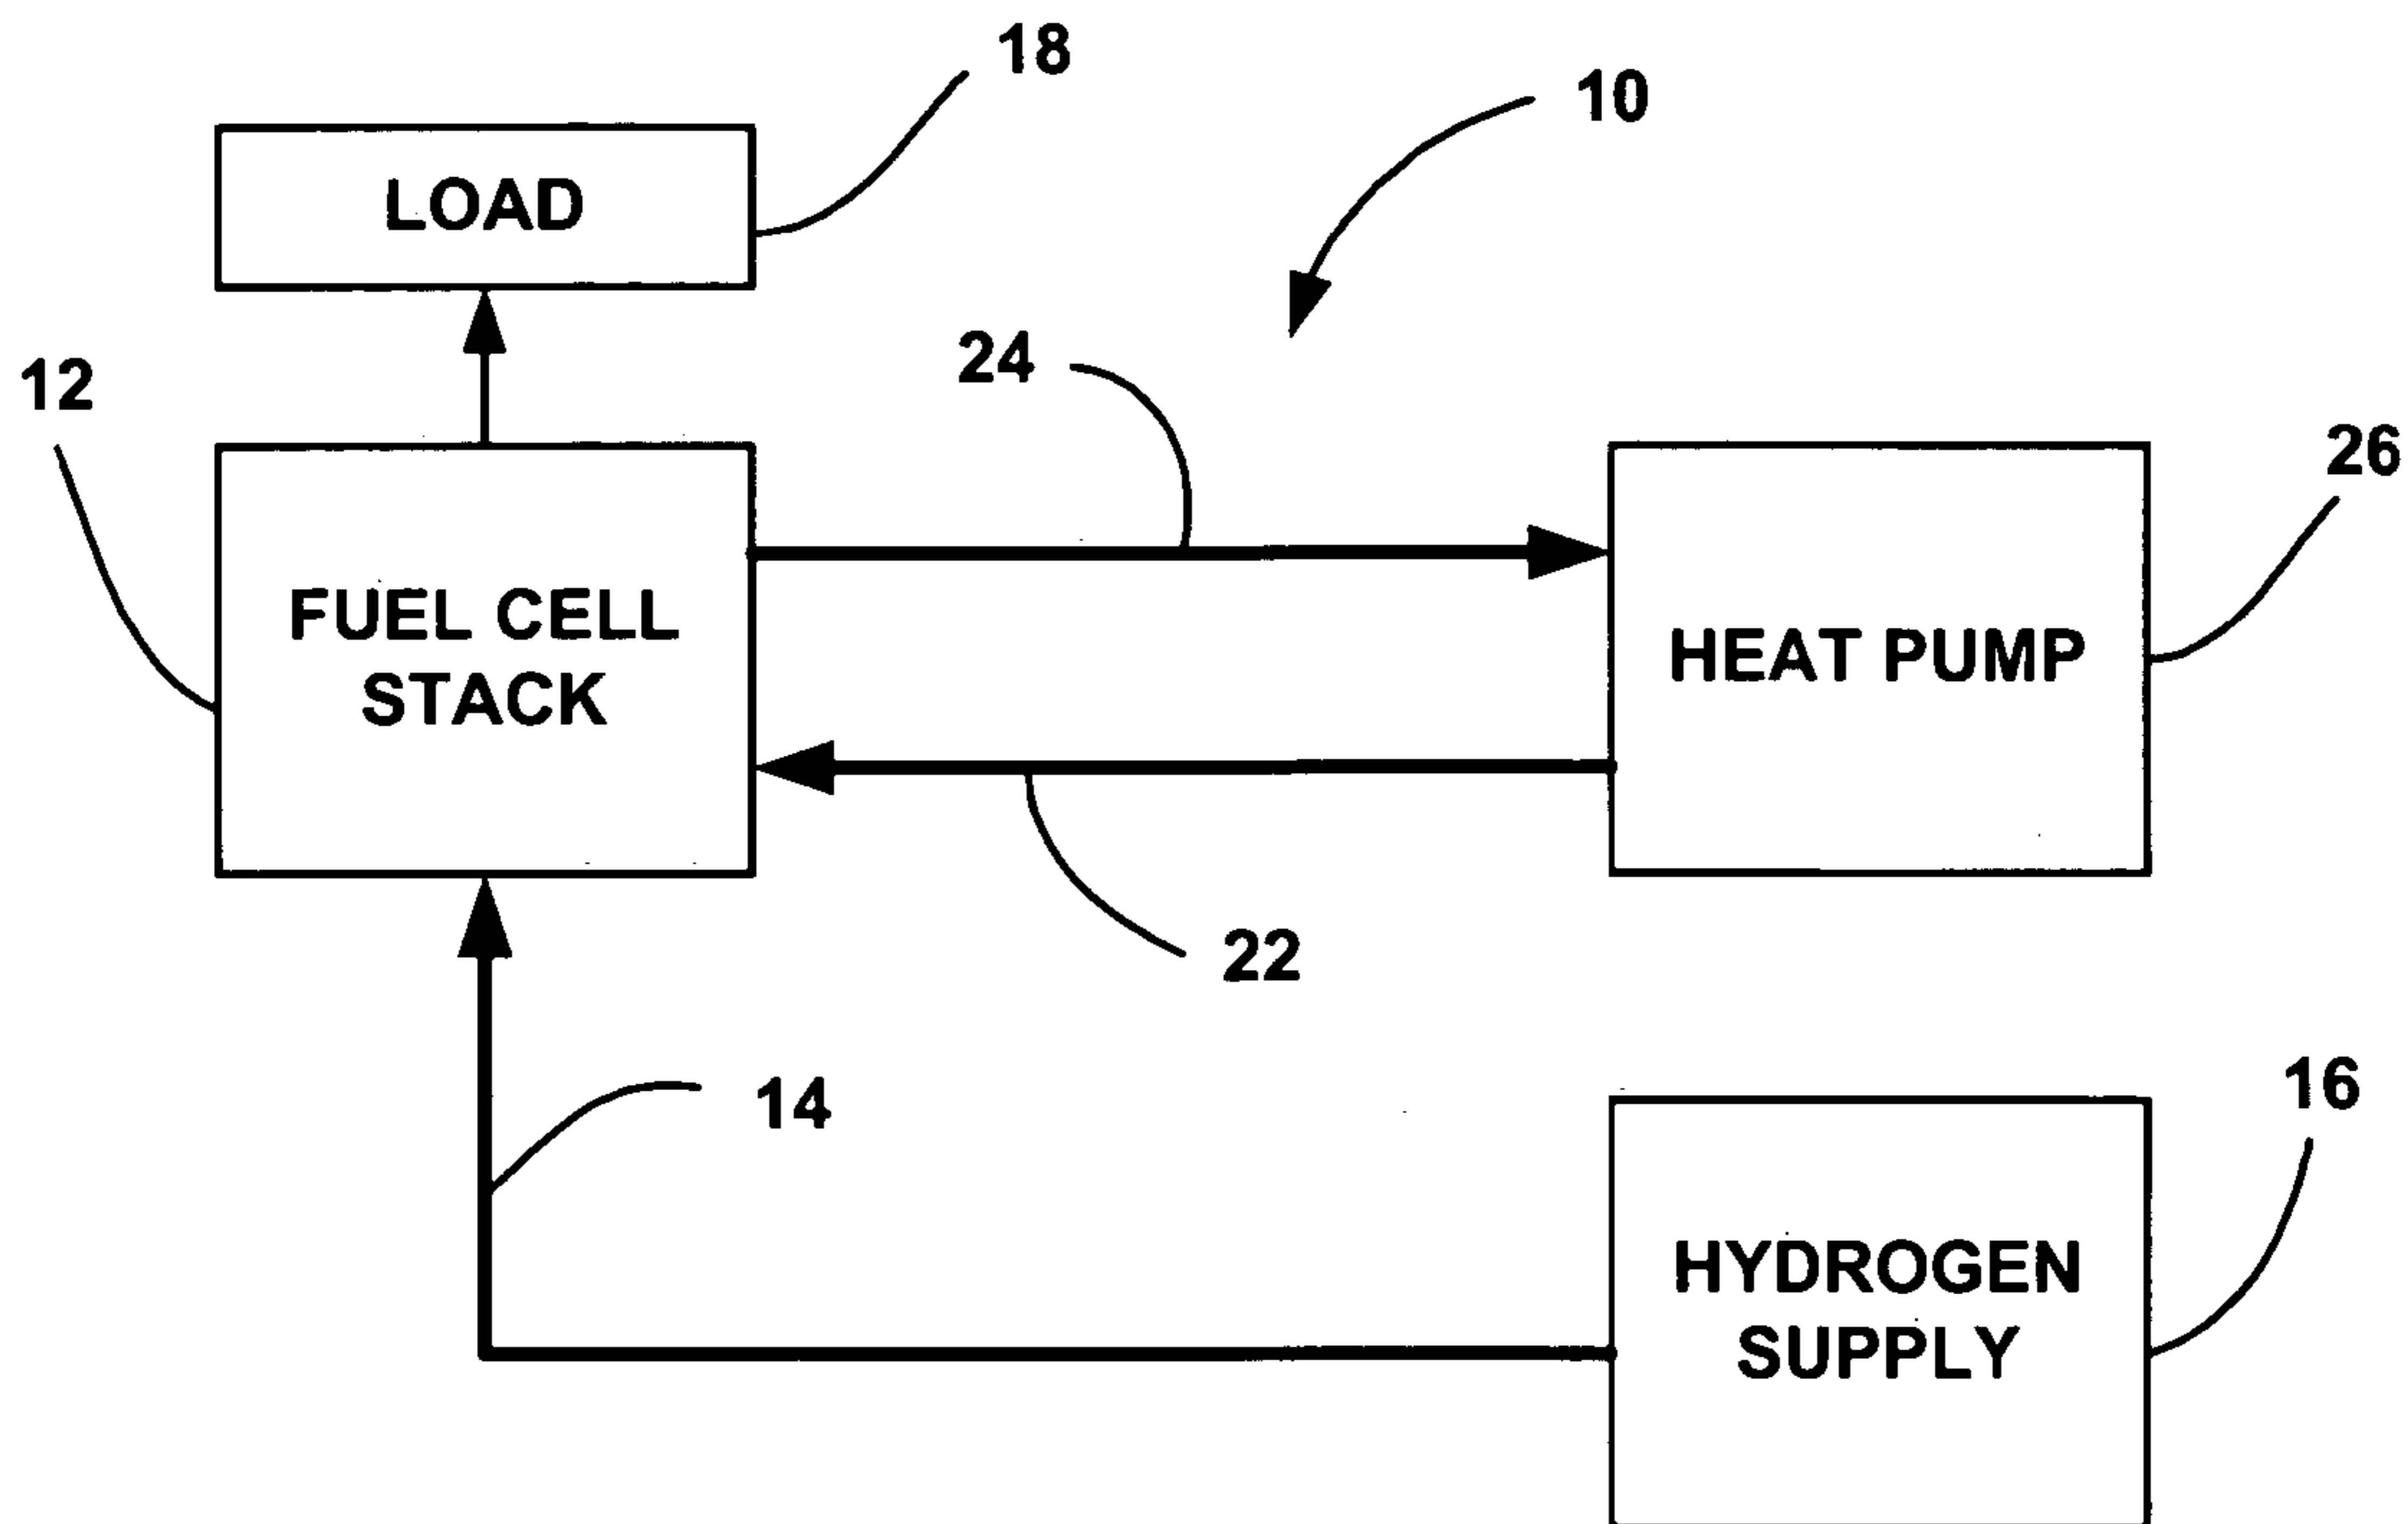 18
10
LOAD
24
12
26
FUEL CELL
STACK
HEAT PUMP
22
14
16
HYDROGEN
SUPPLY